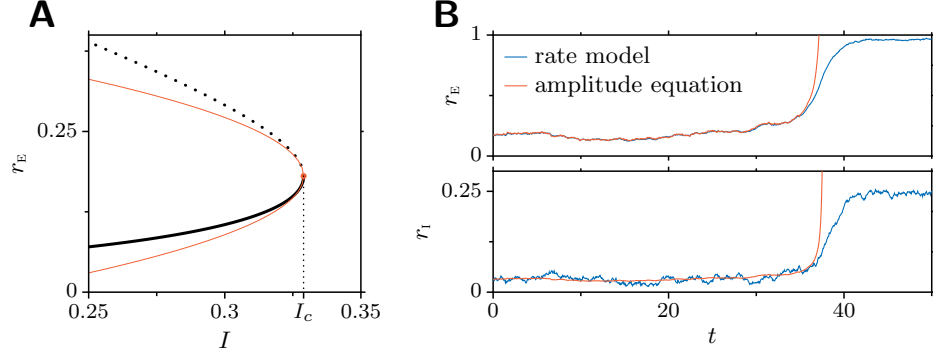 A
0.25
r_E
0
0.25
0.3
I_c
0.35
I
B
1
r_E
0
rate model
amplitude equation
0.25
r_I
0
0
20
40
t